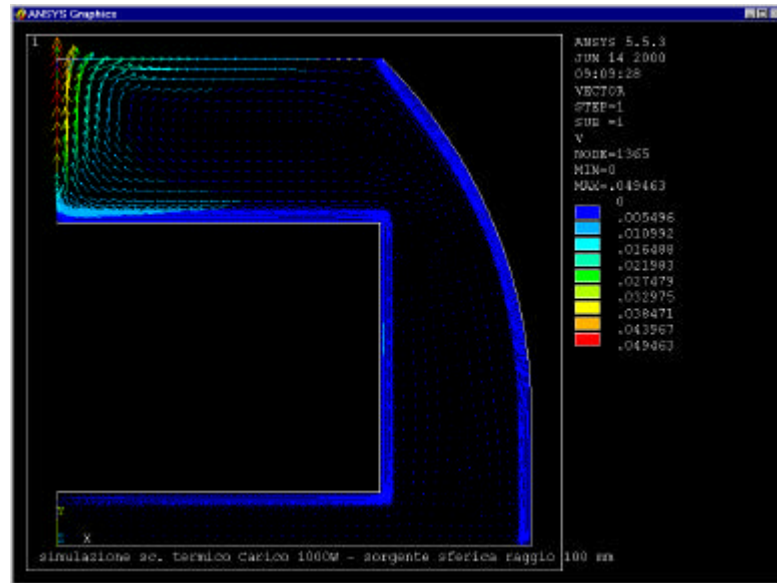 ANSYS Graphics
1
ANSYS 5.5.3
JUN 14 2000
09:09:28
VECTOR
STEP=1
SUB =1
V
NODE=1365
MIN=0
MAX=.049463
0
.005496
.010992
.016488
.021983
.027479
.032975
.038471
.043967
.049463
Y
Z X
simulazione sc. termico Carico 1000W - sorgente sferica raggio 100 mm